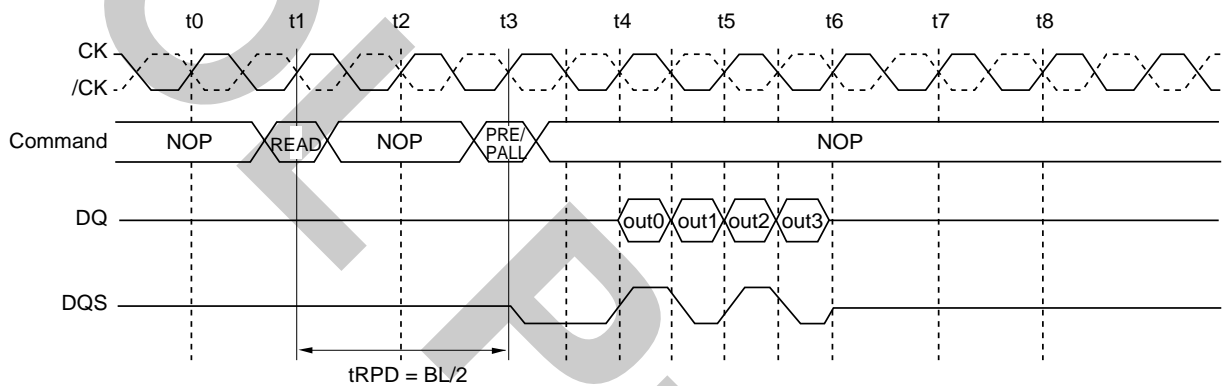 t0 t1 t2 t3 t4 t5 t6 t7 t8
CK
/CK
Command NOP READ NOP PRE/ NOP
PALL
DQ out0 out1 out2 out3
DQS
tRPD = BL/2